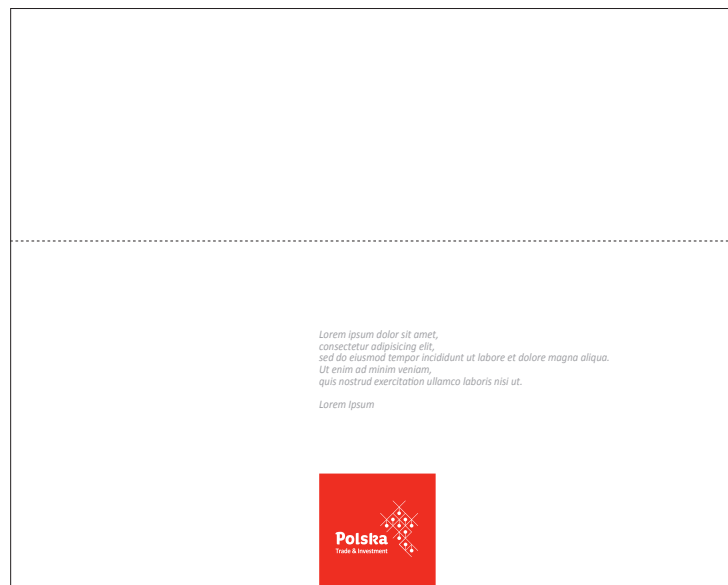 Lorem ipsum dolor sit amet,
consectetur adipisicing elit,
sed do eiusmod tempor incididunt ut labore et dolore magna aliqua.
Ut enim ad minim veniam,
quis nostrud exercitation ullamco laboris nisi ut.
Lorem Ipsum
Polska
Trade & Investment